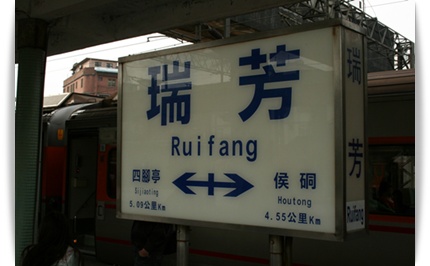 瑞芳
Ruifang
四腳亭
Sijiaoting
5.09公里Km
侯硐
Houtong
4.55公里Km
瑞芳
Ruifang